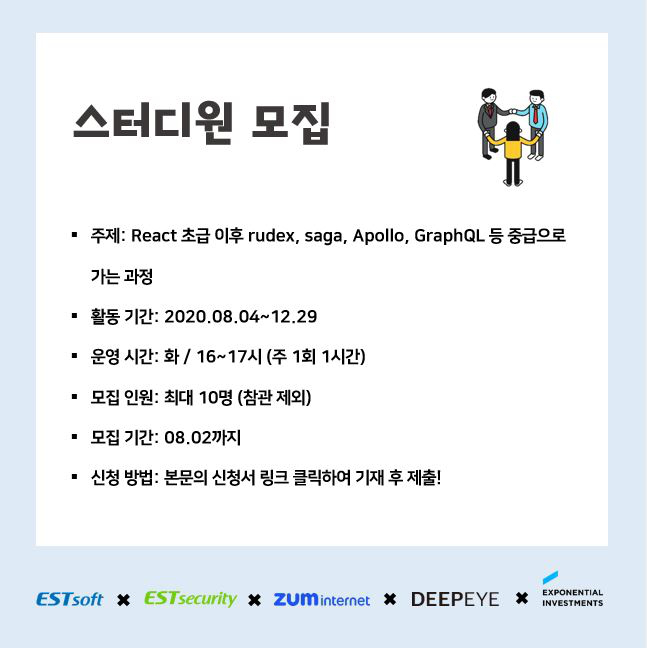 스터디원 모집
▪ 주제: React 초급 이후 rudex, saga, Apollo, GraphQL 등 중급으로
가는 과정
▪ 활동 기간: 2020.08.04~12.29
▪ 운영 시간: 화 / 16~17시 (주 1회 1시간)
▪ 모집 인원: 최대 10명 (참관 제외)
▪ 모집 기간: 08.02까지
▪ 신청 방법: 본문의 신청서 링크 클릭하여 기재 후 제출!
ESTsoft ✖ ESTsecurity ✖ ZUM internet ✖ DEEPEYE ✖ EXPONENTIAL
INVESTMENTS